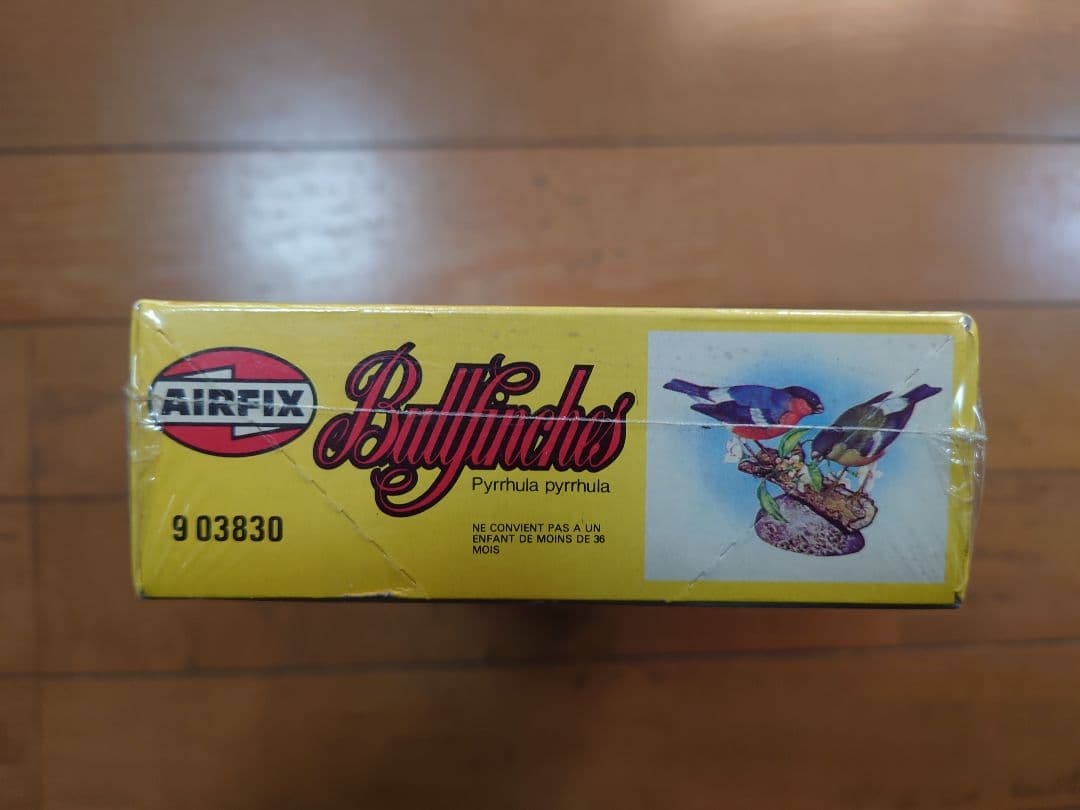 AIRFIX
Bullfinches
Pyrrhula pyrrhula
9 03830
NE CONVIENT PAS A UN
ENFANT DE MOINS DE 36
MOIS